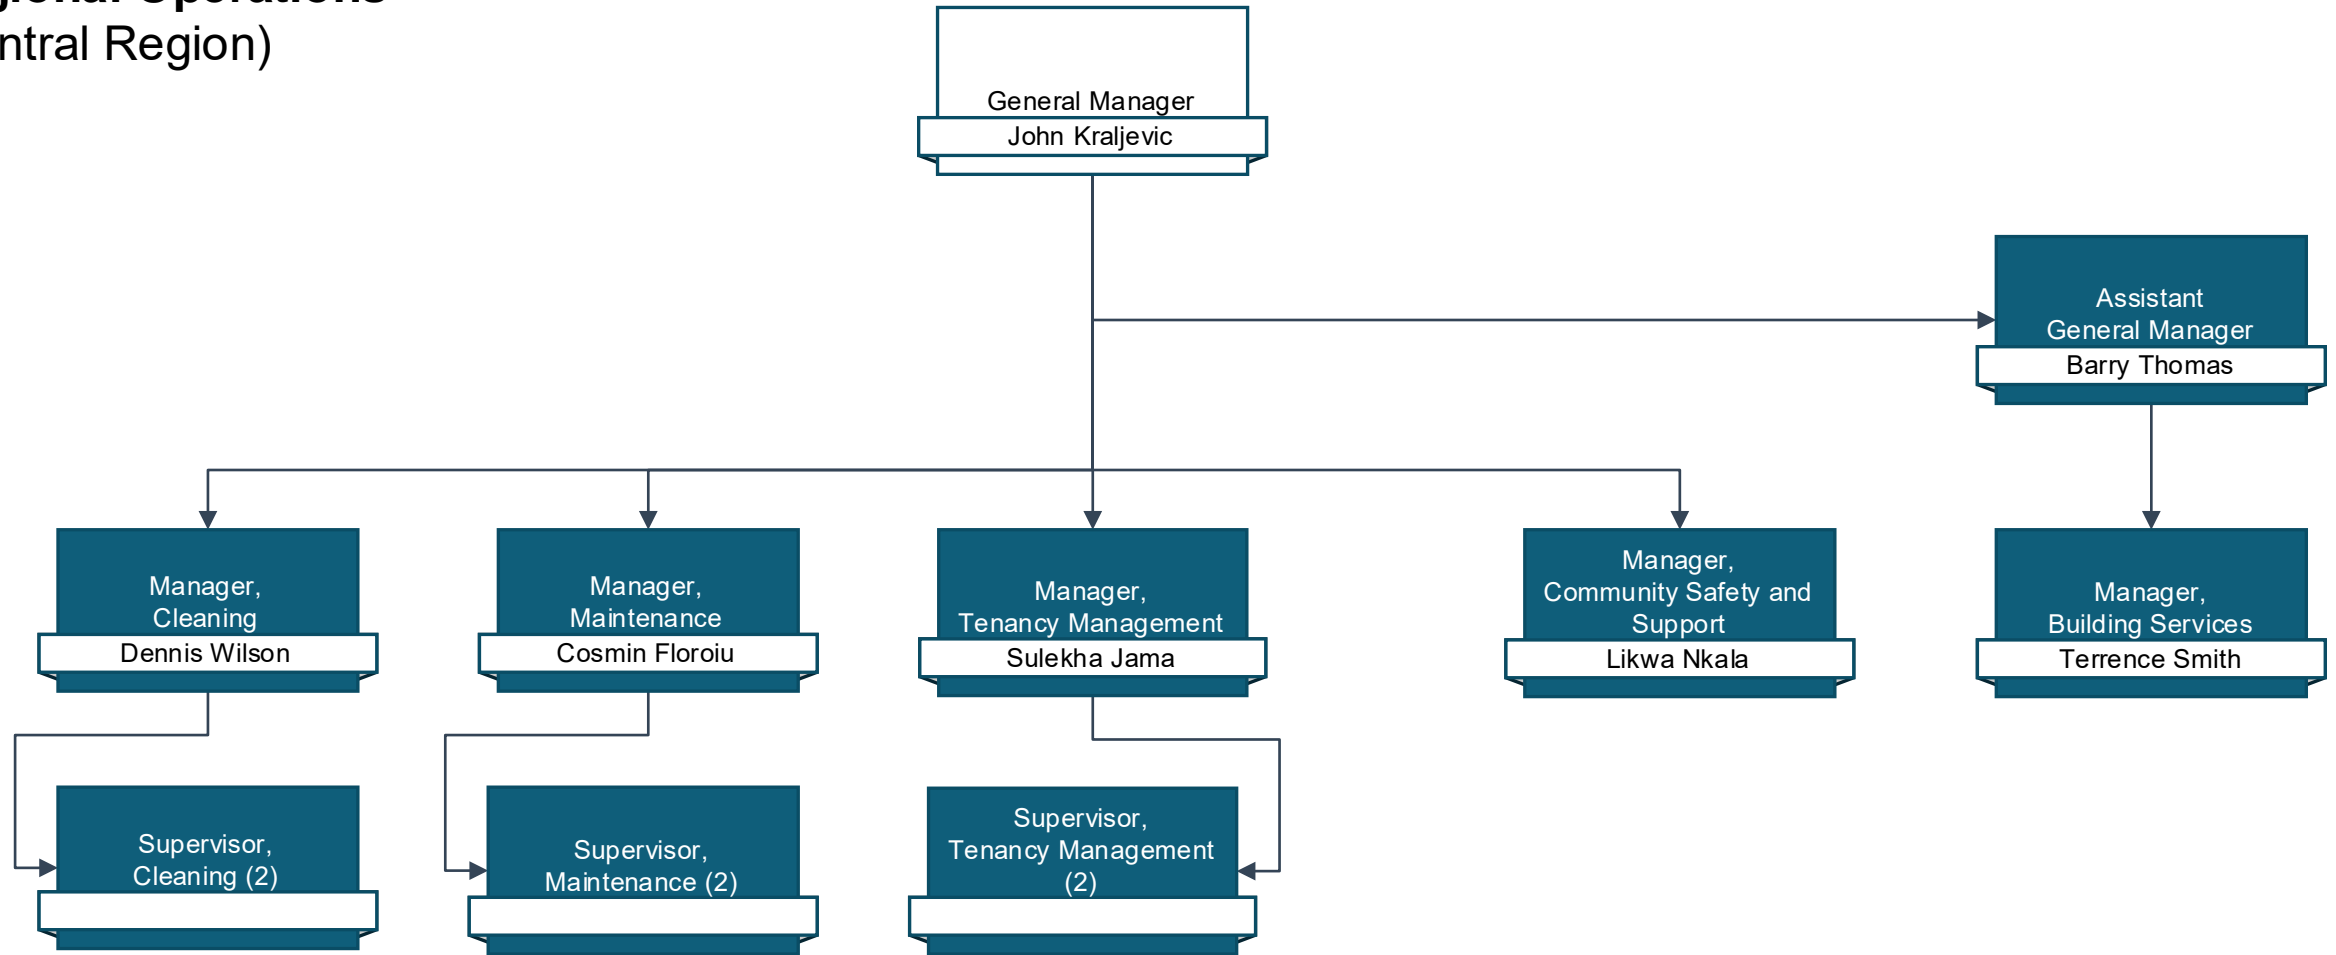 Operations
Region)
General Manager
John Kraljevic
Assistant
General Manager
Barry Thomas
Manager,
Cleaning
Dennis Wilson
Manager,
Maintenance
Cosmin Floroiu
Manager,
Tenancy Management
Sulekha Jama
Manager,
Community Safety and
Support
Likwa Nkala
Manager,
Building Services
Terrence Smith
Supervisor,
Cleaning (2)
Supervisor,
Maintenance (2)
Supervisor,
Tenancy Management
(2)